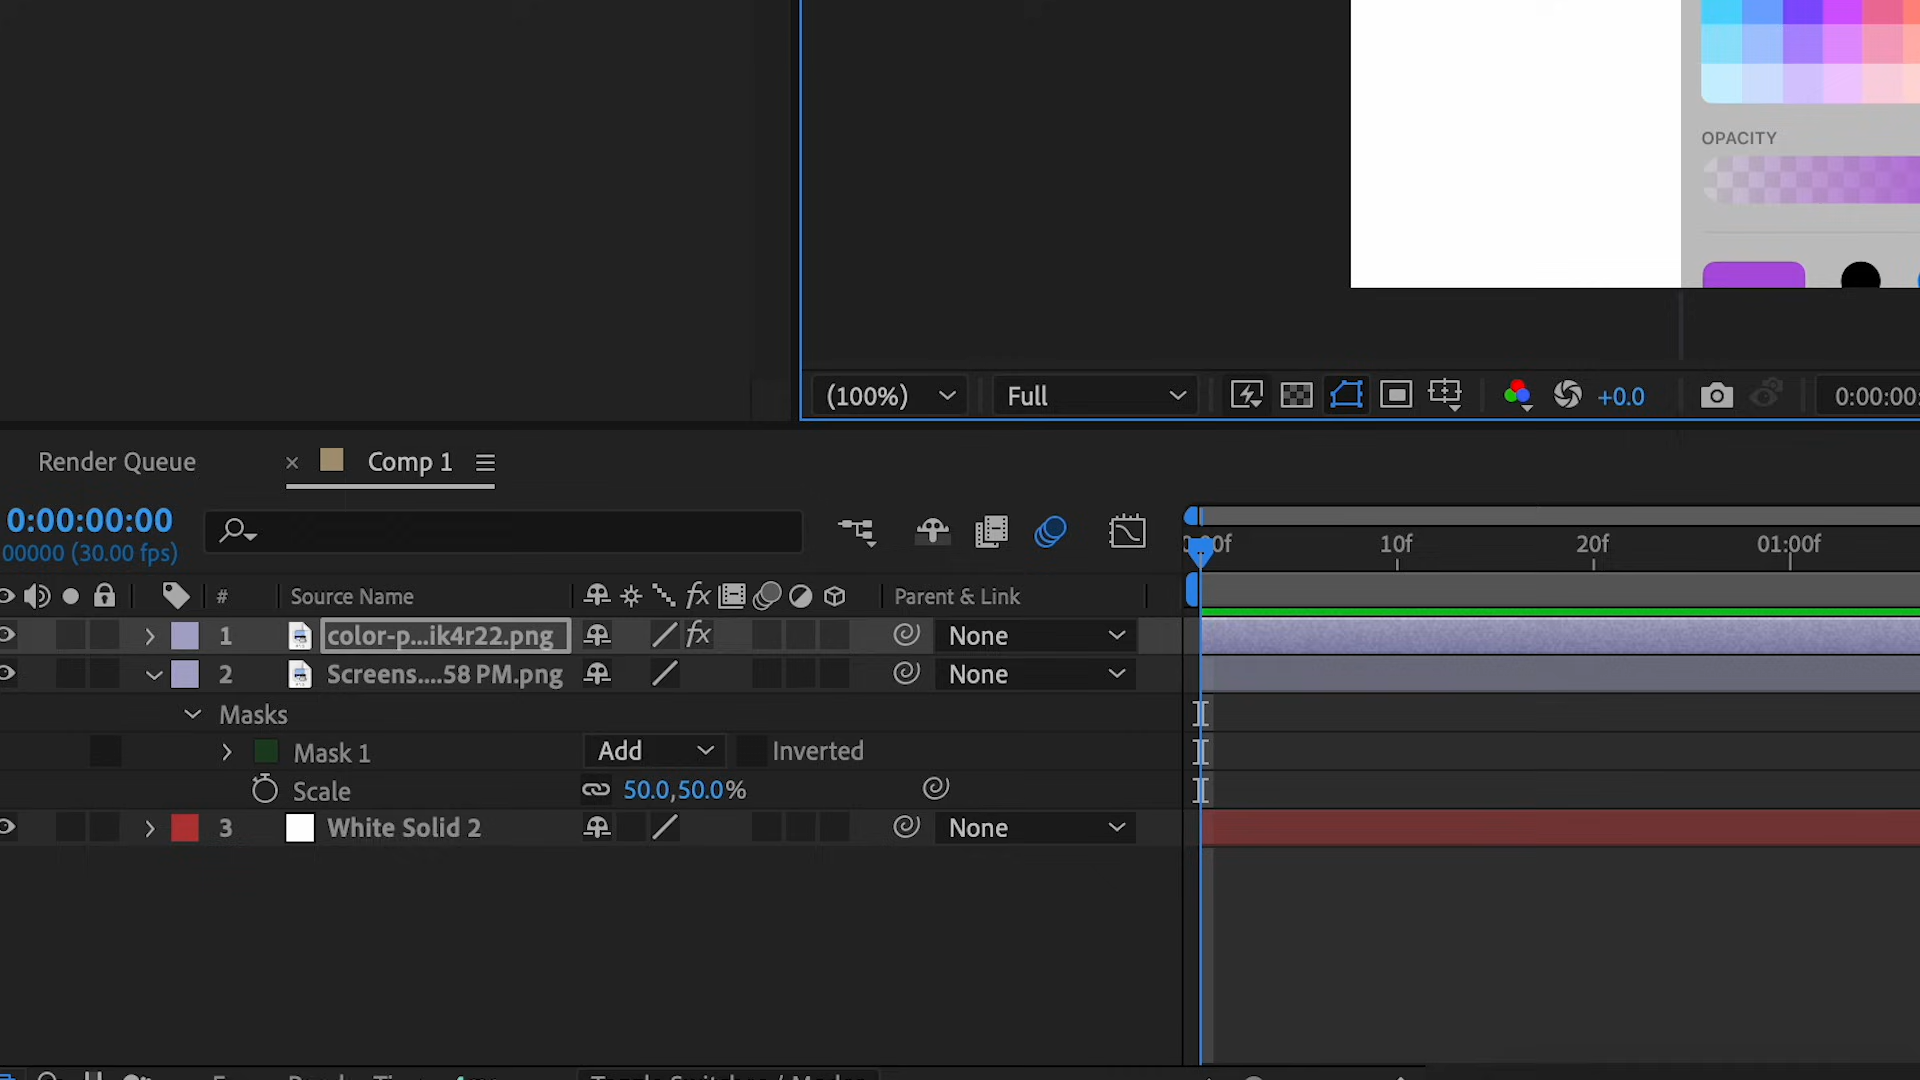 OPACITY
(100%)
Full
+0.0
0:00:00:
Render Queue
× Comp 1
0:00:00:00
00000 (30.00 fps)
10f
20f
01:00f
# Source Name
fx
Parent & Link
1 color-p...ik4r22.png fx None
2 Screens....58 PM.png None
Masks
Mask 1 Add Inverted
Scale 50.0,50.0%
3 White Solid 2 None